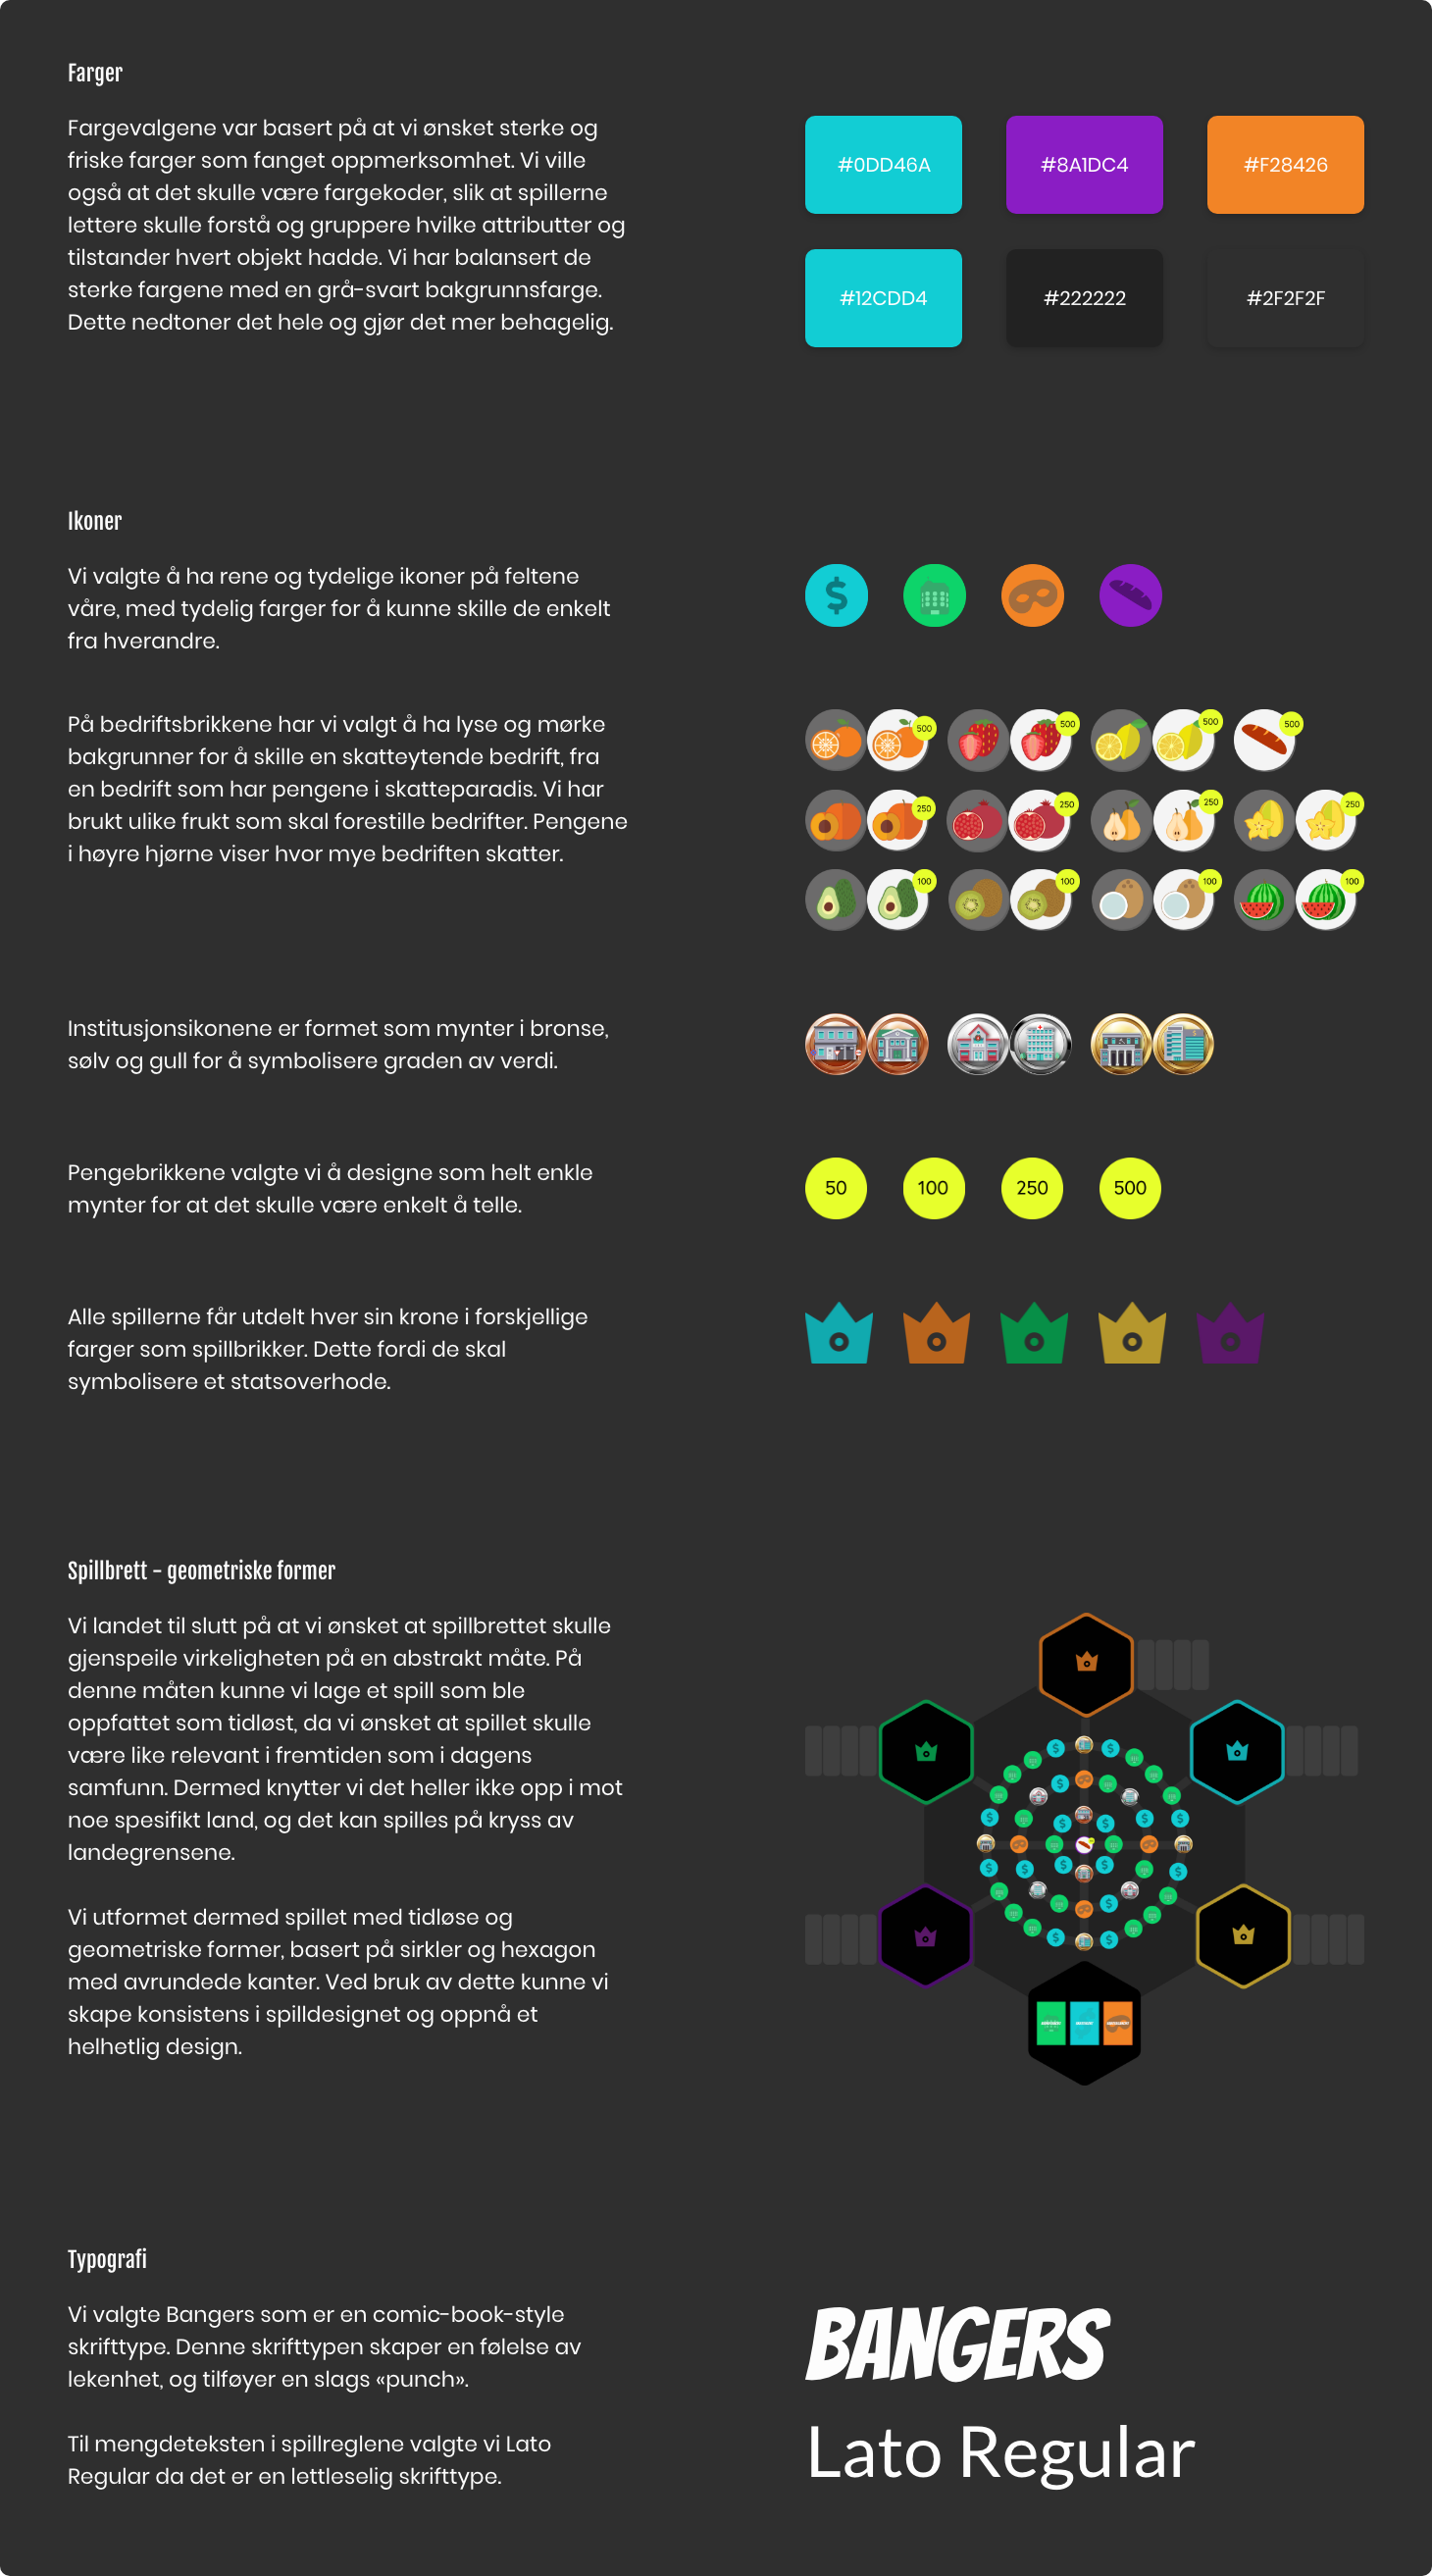 Farger
Fargevalgene var basert på at vi ønsket sterke og
friske farger som fanget oppmerksomhet. Vi ville
også at det skulle være fargekoder, slik at spillerne
lettere skulle forstå og gruppere hvilke attributter og
tilstander hvert objekt hadde. Vi har balansert de
sterke fargene med en grå-svart bakgrunnsfarge.
Dette nedtoner det hele og gjør det mer behagelig.
#0DD46A
#8A1DC4
#F28426
#12CDD4
#222222
#2F2F2F
Ikoner
Vi valgte å ha rene og tydelige ikoner på feltene
våre, med tydelig farger for å kunne skille de enkelt
fra hverandre.
$
På bedriftsbrikkene har vi valgt å ha lyse og mørke
bakgrunner for å skille en skatteytende bedrift, fra
en bedrift som har pengene i skatteparadis. Vi har
brukt ulike frukt som skal forestille bedrifter. Pengene
i høyre hjørne viser hvor mye bedriften skatter.
500 500 500 500
250 250 250 250
100 100 100 100
Institusjonsikonene er formet som mynter i bronse,
sølv og gull for å symbolisere graden av verdi.
Pengebrikkene valgte vi å designe som helt enkle
mynter for at det skulle være enkelt å telle.
50 100 250 500
Alle spillerne får utdelt hver sin krone i forskjellige
farger som spillbrikker. Dette fordi de skal
symbolisere et statsoverhode.
Spillbrett - geometriske former
Vi landet til slutt på at vi ønsket at spillbrettet skulle
gjenspeile virkeligheten på en abstrakt måte. På
denne måten kunne vi lage et spill som ble
oppfattet som tidløst, da vi ønsket at spillet skulle
være like relevant i fremtiden som i dagens
samfunn. Dermed knytter vi det heller ikke opp i mot
noe spesifikt land, og det kan spilles på kryss av
landegrensene.
Vi utformet dermed spillet med tidløse og
geometriske former, basert på sirkler og hexagon
med avrundede kanter. Ved bruk av dette kunne vi
skape konsistens i spilldesignet og oppnå et
helhetlig design.
Typografi
Vi valgte Bangers som er en comic-book-style
skrifttype. Denne skrifttypen skaper en følelse av
lekenhet, og tilføyer en slags «punch».
Til mengdeteksten i spillreglene valgte vi Lato
Regular da det er en lettleselig skrifttype.
BANGERS
Lato Regular